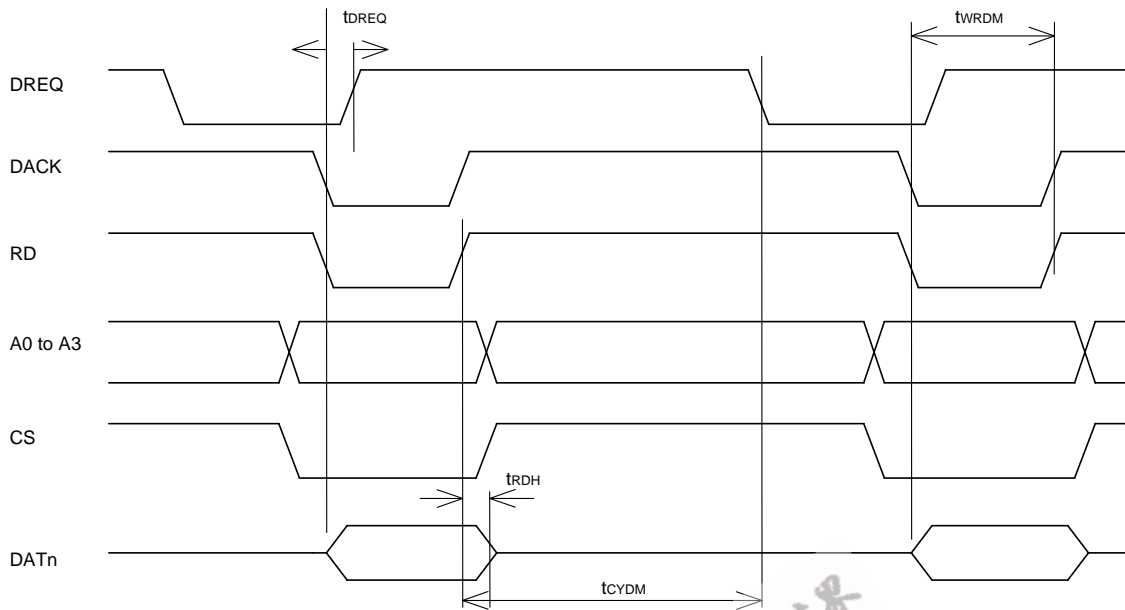 tDREQ
tWRDM
DREQ
DACK
RD
A0 to A3
CS
tRDH
DATn
tCYDM